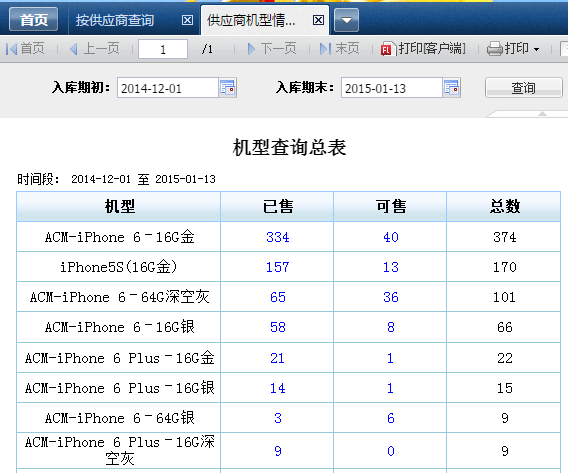 首页 按供应商查询 供应商机型情...
首页 上一页 1 /1 下一页 末页 打印[客户端] 打印
入库期初： 2014-12-01 入库期末： 2015-01-13 查询
机型查询总表
时间段： 2014-12-01 至 2015-01-13
机型 已售 可售 总数
ACM-iPhone 6-16G金 334 40 374
iPhone5S(16G金) 157 13 170
ACM-iPhone 6-64G深空灰 65 36 101
ACM-iPhone 6-16G银 58 8 66
ACM-iPhone 6 Plus-16G金 21 1 22
ACM-iPhone 6 Plus-16G银 14 1 15
ACM-iPhone 6-64G银 3 6 9
ACM-iPhone 6 Plus-16G深
空灰 9 0 9